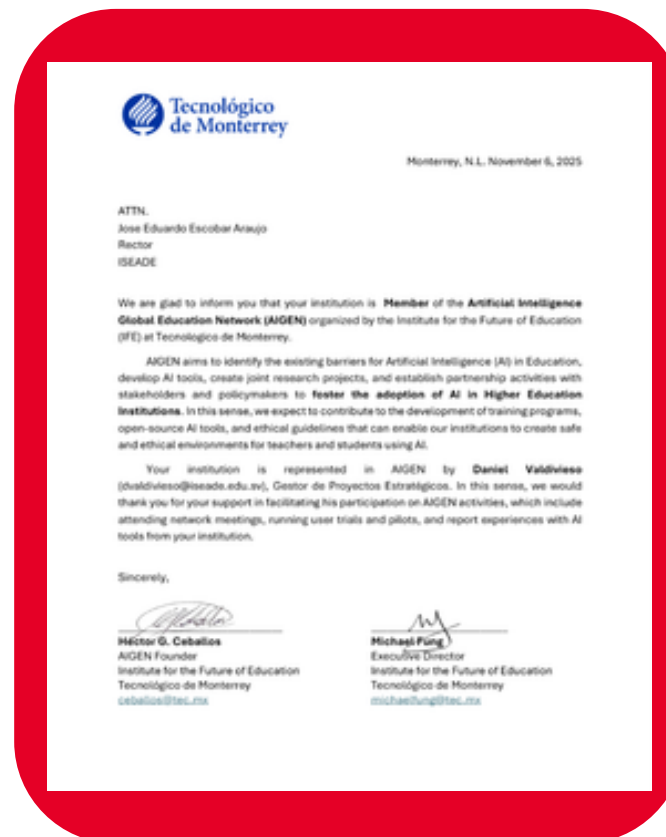 Tecnológico
de Monterrey
Monterrey, N.L. November 6, 2025
ATTN.
Jose Eduardo Escobar Araujo
Rector
ISEADE
We are glad to inform you that your institution is Member of the Artificial Intelligence
Global Education Network (AIGEN) organized by the Institute for the Future of Education
(IFE) at Tecnologico de Monterrey.
AIGEN aims to identify the existing barriers for Artificial Intelligence (AI) in Education,
develop AI tools, create joint research projects, and establish partnership activities with
stakeholders and policymakers to foster the adoption of AI in Higher Education
Institutions. In this sense, we expect to contribute to the development of training programs,
open-source AI tools, and ethical guidelines that can enable our institutions to create safe
and ethical environments for teachers and students using AI.
Your institution is represented in AIGEN by Daniel Valdivieso
(dvaldivieso@iseade.edu.sv), Gestor de Proyectos Estratégicos. In this sense, we would
thank you for your support in facilitating his participation on AIGEN activities, which include
attending network meetings, running user trials and pilots, and report experiences with AI
tools from your institution.
Sincerely,
Héctor G. Ceballos
AIGEN Founder
Institute for the Future of Education
Tecnológico de Monterrey
ceballos@tec.mx
Michael Fung
Executive Director
Institute for the Future of Education
Tecnológico de Monterrey
michaelfung@tec.mx